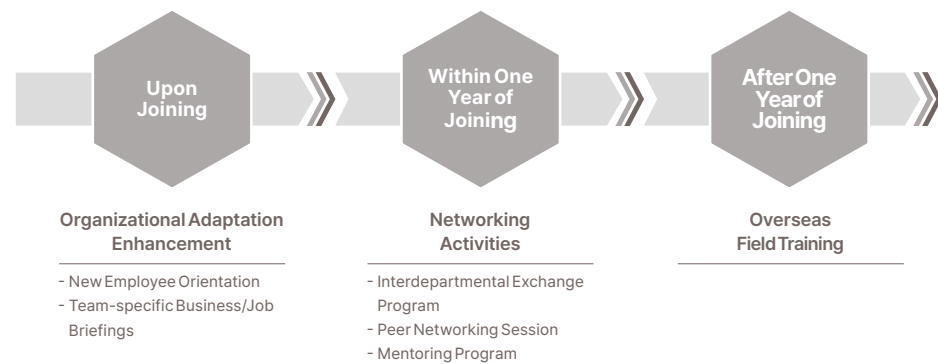 Upon
Joining
Within One
Year of
Joining
After One
Year of
Joining
Organizational Adaptation
Enhancement
- New Employee Orientation
- Team-specific Business/Job
Briefings
Networking
Activities
- Interdepartmental Exchange
Program
- Peer Networking Session
- Mentoring Program
Overseas
Field Training